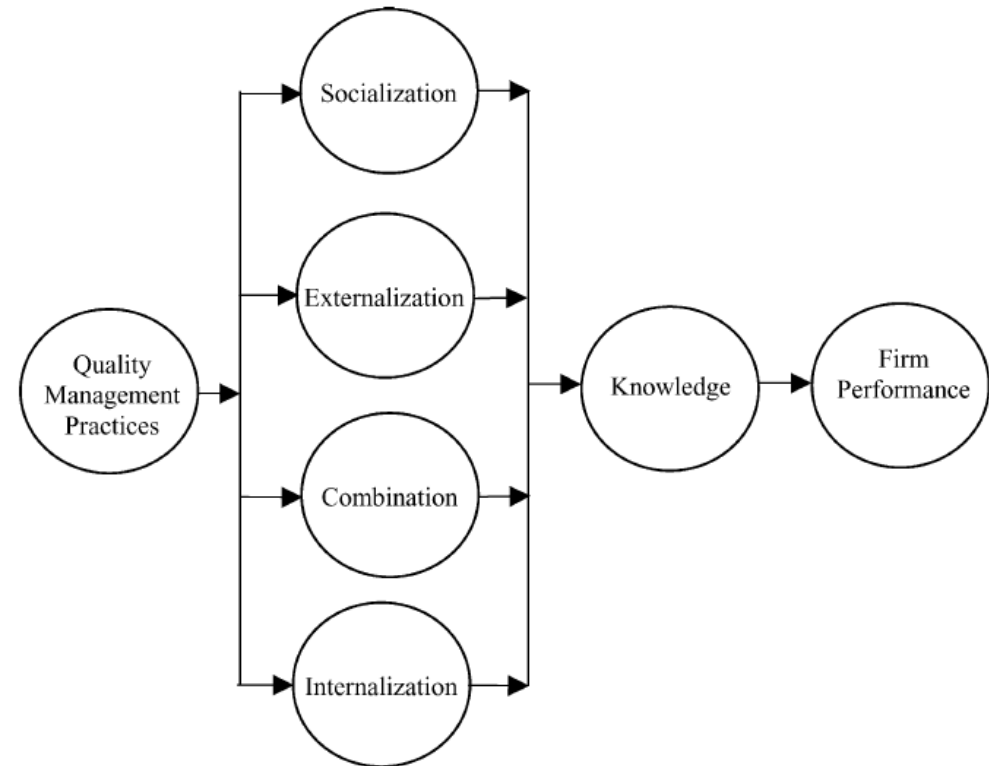 Socialization
Externalization
Quality
Management
Practices
Combination
Internalization
Knowledge
Firm
Performance